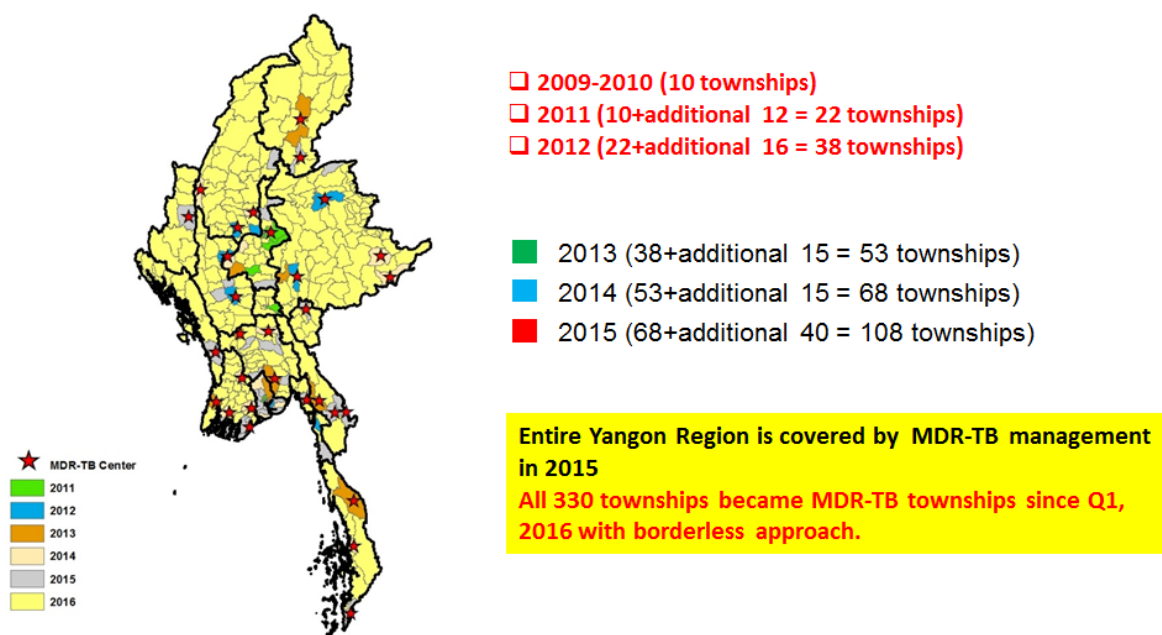 ❑ 2009-2010 (10 townships)
❑ 2011 (10+additional 12 = 22 townships)
❑ 2012 (22+additional 16 = 38 townships)
2013 (38+additional 15 = 53 townships)
2014 (53+additional 15 = 68 townships)
2015 (68+additional 40 = 108 townships)
Entire Yangon Region is covered by MDR-TB management
in 2015
All 330 townships became MDR-TB townships since Q1,
2016 with borderless approach.
MDR-TB Center
2011
2012
2013
2014
2015
2016